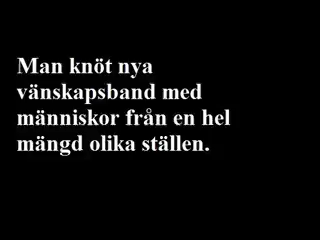 Man knöt nya
vänskapsband med
människor från en hel
mängd olika ställen.